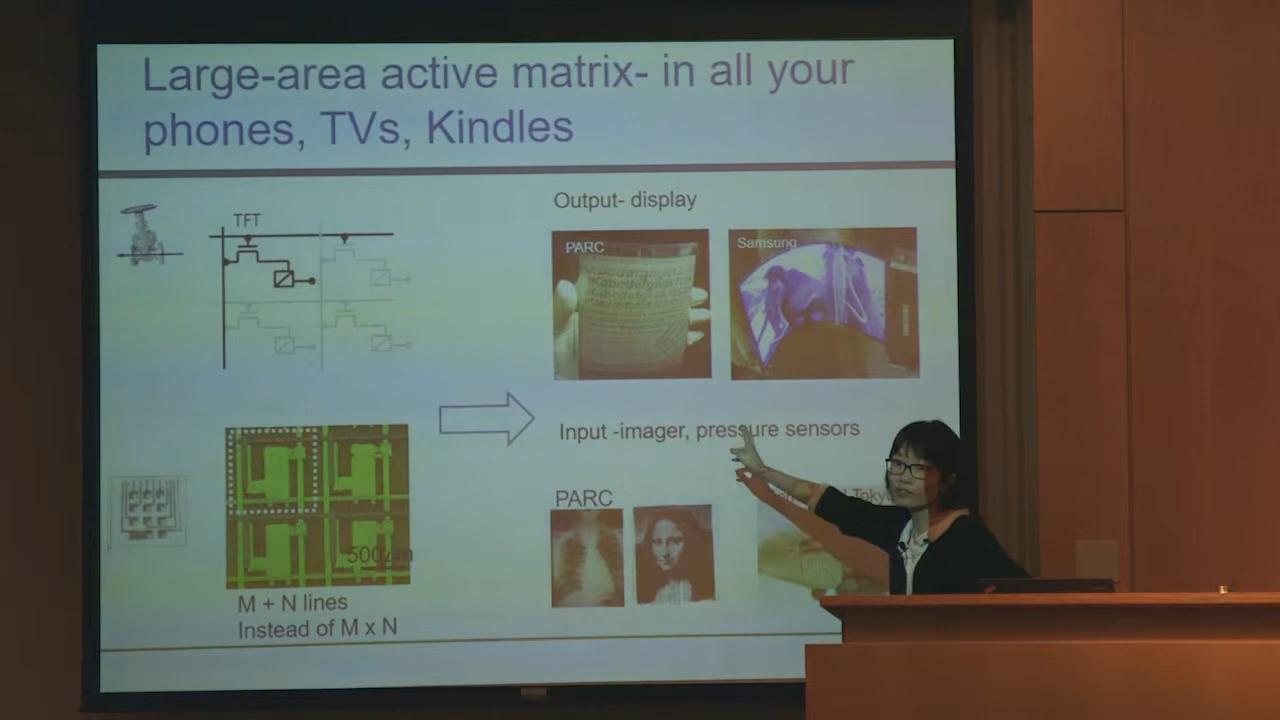 Large-area active matrix- in all your
phones, TVs, Kindles
TFT
Output- display
PARC
Samsung
Input -imager, pressure sensors
PARC
500
M + N lines
Instead of M x N